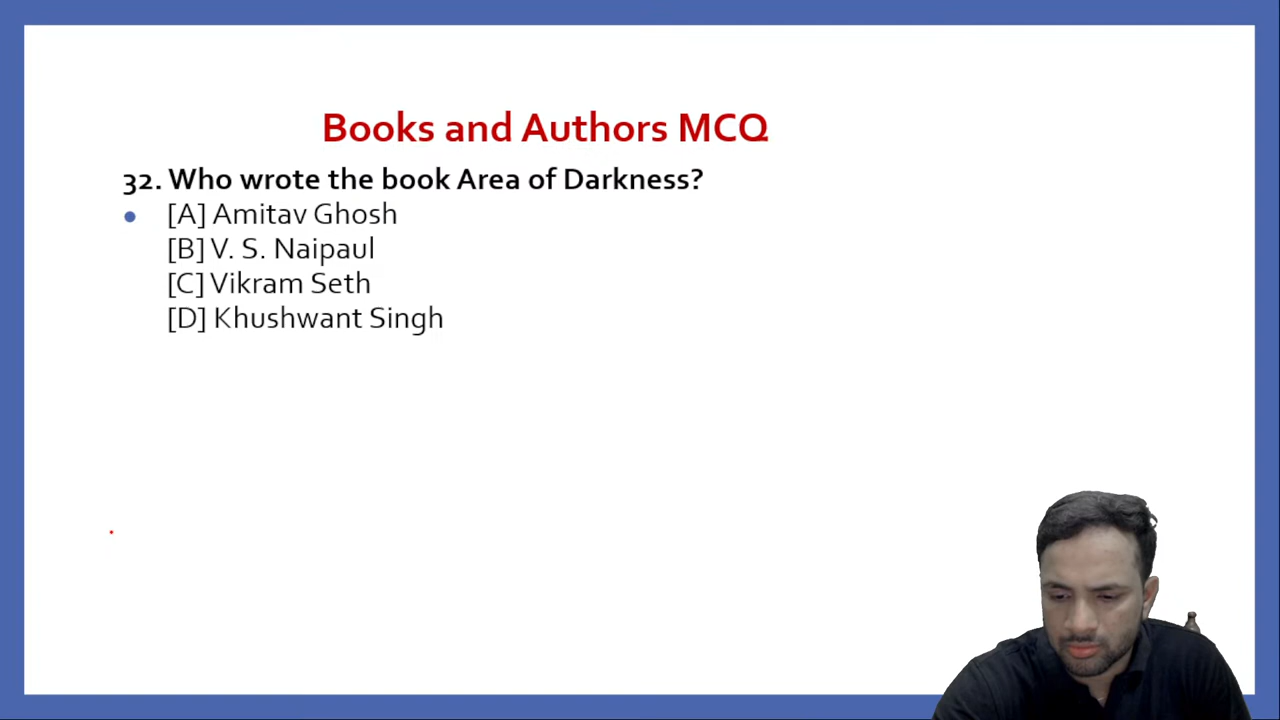 Books and Authors MCQ
32. Who wrote the book Area of Darkness?
[A] Amitav Ghosh
[B] V. S. Naipaul
[C] Vikram Seth
[D] Khushwant Singh